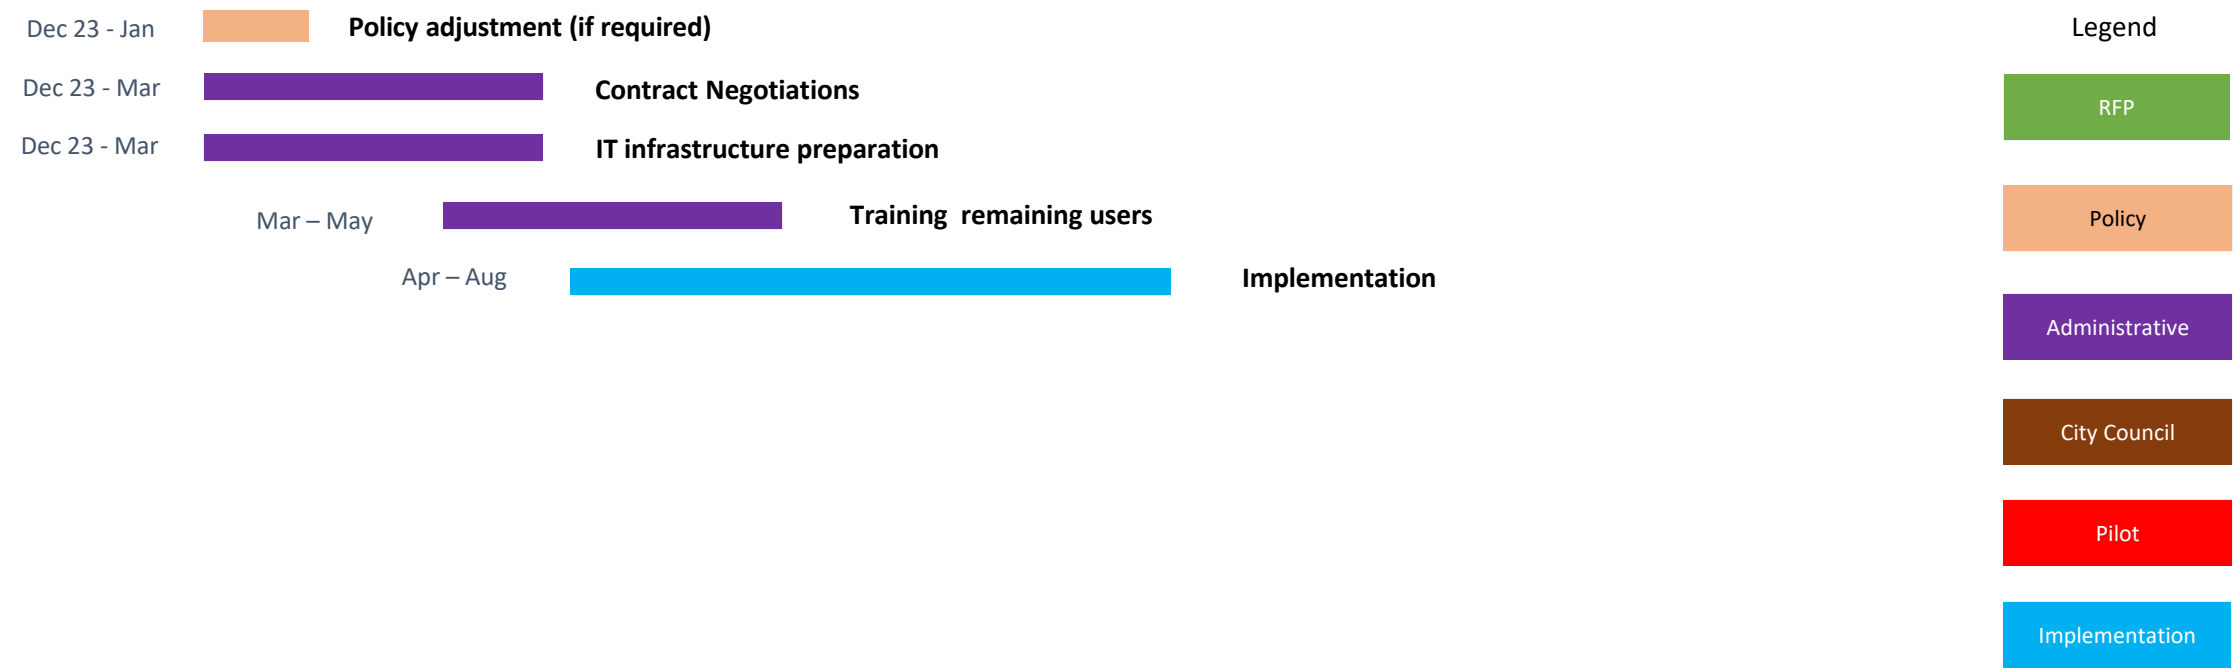 Dec 23 - Jan
Policy adjustment (if required)
Dec 23 - Mar
Contract Negotiations
Dec 23 - Mar
IT infrastructure preparation
Mar – May
Training  remaining users
Apr – Aug
Implementation
Legend
RFP
Policy
Administrative
City Council
Pilot
Implementation